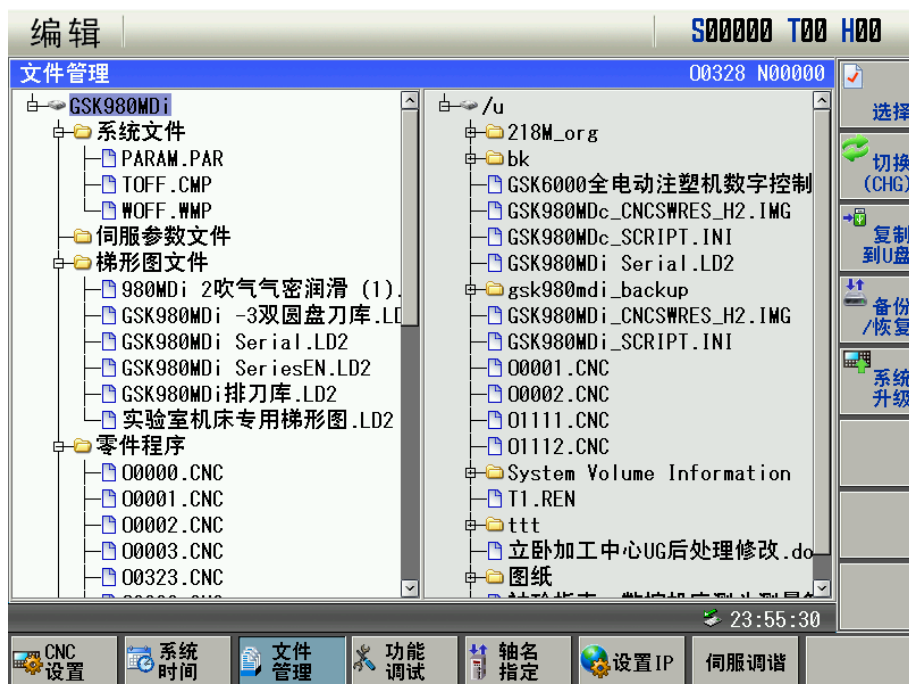 编辑
S00000 T00 H00
文件管理
O0328 N00000
GSK980MDi
系统文件
PARAM.PAR
TOFF.CMP
WOFF.WMP
伺服参数文件
梯形图文件
980MDi 2吹气气密润滑 (1).
GSK980MDi -3双圆盘刀库.LD
GSK980MDi Serial.LD2
GSK980MDi SeriesEN.LD2
GSK980MDi排刀库.LD2
实验室机床专用梯形图.LD2
零件程序
O0000.CNC
O0001.CNC
O0002.CNC
O0003.CNC
O0323.CNC
/u
218M_org
bk
GSK6000全电动注塑机数字控制
GSK980MDc_CNCSWRES_H2.IMG
GSK980MDc_SCRIPT.INI
GSK980MDi Serial.LD2
gsk980mdi_backup
GSK980MDi_CNCSWRES_H2.IMG
GSK980MDi_SCRIPT.INI
O0001.CNC
O0002.CNC
O1111.CNC
O1112.CNC
System Volume Information
T1.REN
ttt
立卧加工中心UG后处理修改.do
图纸
选择
切换
(CHG)
复制
到U盘
备份
/恢复
系统
升级
23:55:30
CNC
设置
系统
时间
文件
管理
功能
调试
轴名
指定
设置IP
伺服调谐